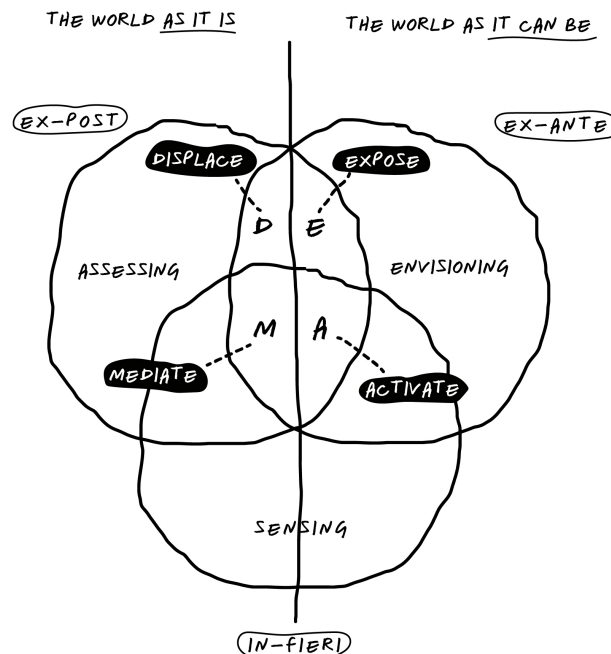 THE WORLD AS IT IS
THE WORLD AS IT CAN BE
EX-POST
EX-ANTE
DISPLACE
EXPOSE
D
E
ASSESSING
ENVISIONING
M
A
MEDIATE
ACTIVATE
SENSING
IN-fIERI